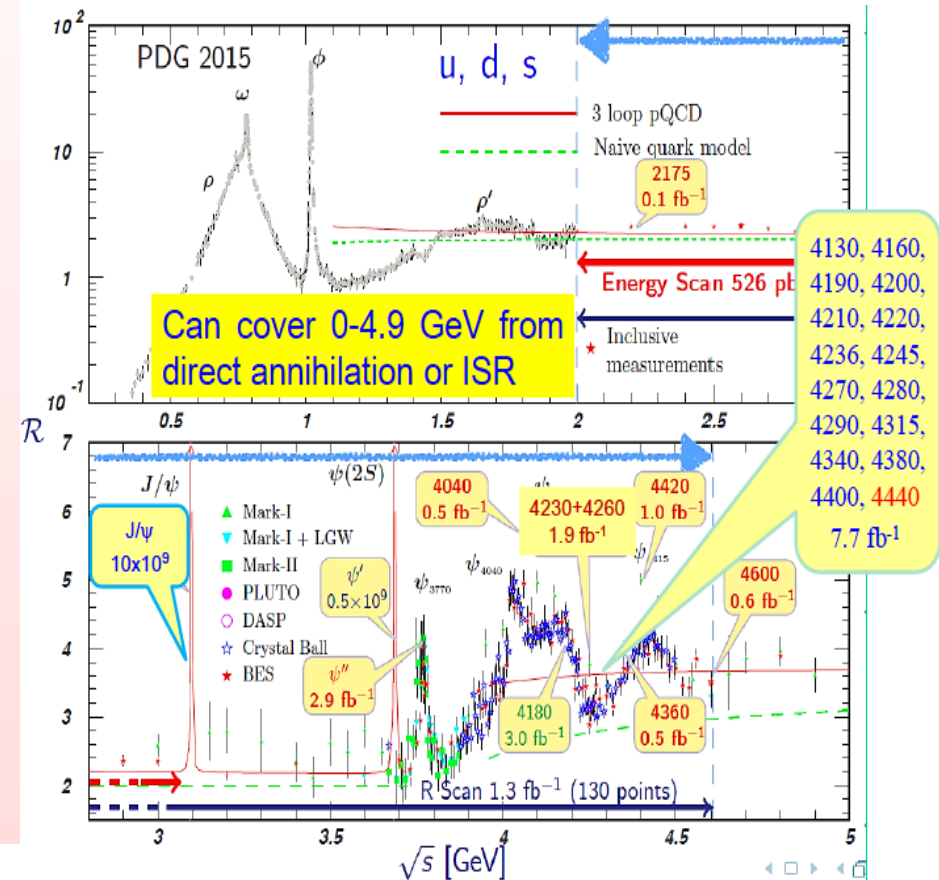 10²
PDG 2015
ϕ
u, d, s
ω
3 loop pQCD
Naive quark model
10
ρ
ρ′
2175
0.1 fb⁻¹
1
Energy Scan 526 pb
Can cover 0-4.9 GeV from
direct annihilation or ISR
Inclusive
measurements
10⁻¹
0.5 1 1.5 2 2.5
4130, 4160,
4190, 4200,
4210, 4220,
4236, 4245,
4270, 4280,
4290, 4315,
4340, 4380,
4400, 4440
7.7 fb⁻¹
R
7
J/ψ
ψ(2S)
6
4040
0.5 fb⁻¹
4230+4260
1.9 fb⁻¹
4420
1.0 fb⁻¹
J/ψ
10x10⁹
Mark-I
Mark-I + LGW
Mark-II
PLUTO
DASP
Crystal Ball
BES
ψ′
0.5×10⁹
ψ₃₇₇₀
ψ₄₀₄₀
5
4600
0.6 fb⁻¹
4
ψ″
2.9 fb⁻¹
3
4180
3.0 fb⁻¹
4360
0.5 fb⁻¹
2
R Scan 1.3 fb⁻¹ (130 points)
3 3.5 4 4.5 5
√s [GeV]